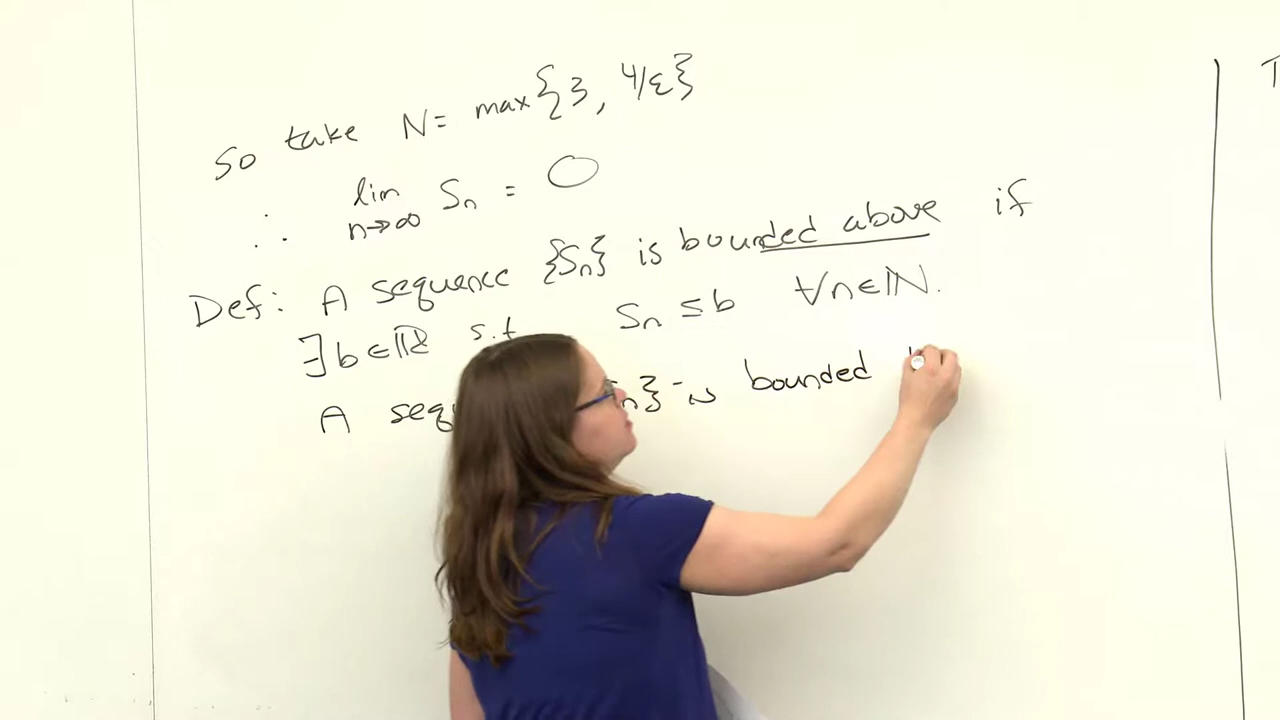 So take N = max{3, 4/ε}
∴ lim n→∞ Sn = 0
Def: A sequence {Sn} is bounded above if
∃ b ∈ ℝ s.t Sn ≤ b ∀n∈ℕ.
A seq n} is bounded
T